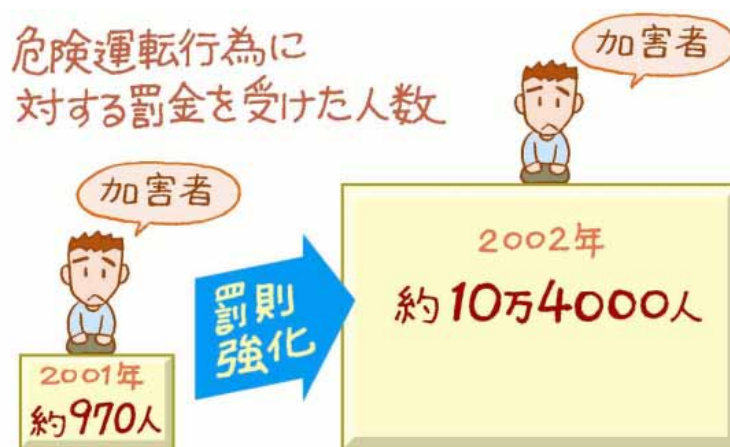 危険運転行為に
対する罰金を受けた人数
加害者
2001年
約970人
罰則
強化
加害者
2002年
約10万4000人